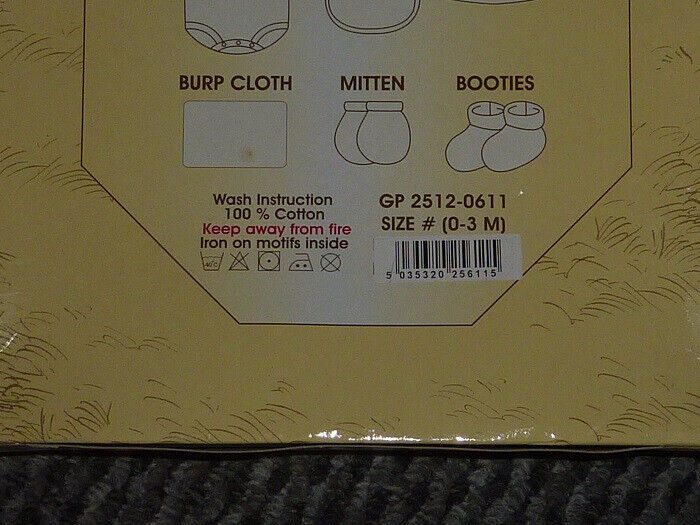 BURP CLOTH MITTEN BOOTIES
Wash Instruction
100 % Cotton
Keep away from fire
Iron on motifs inside
40°C
GP 2512-0611
SIZE # (0-3 M)
5 035320 256115